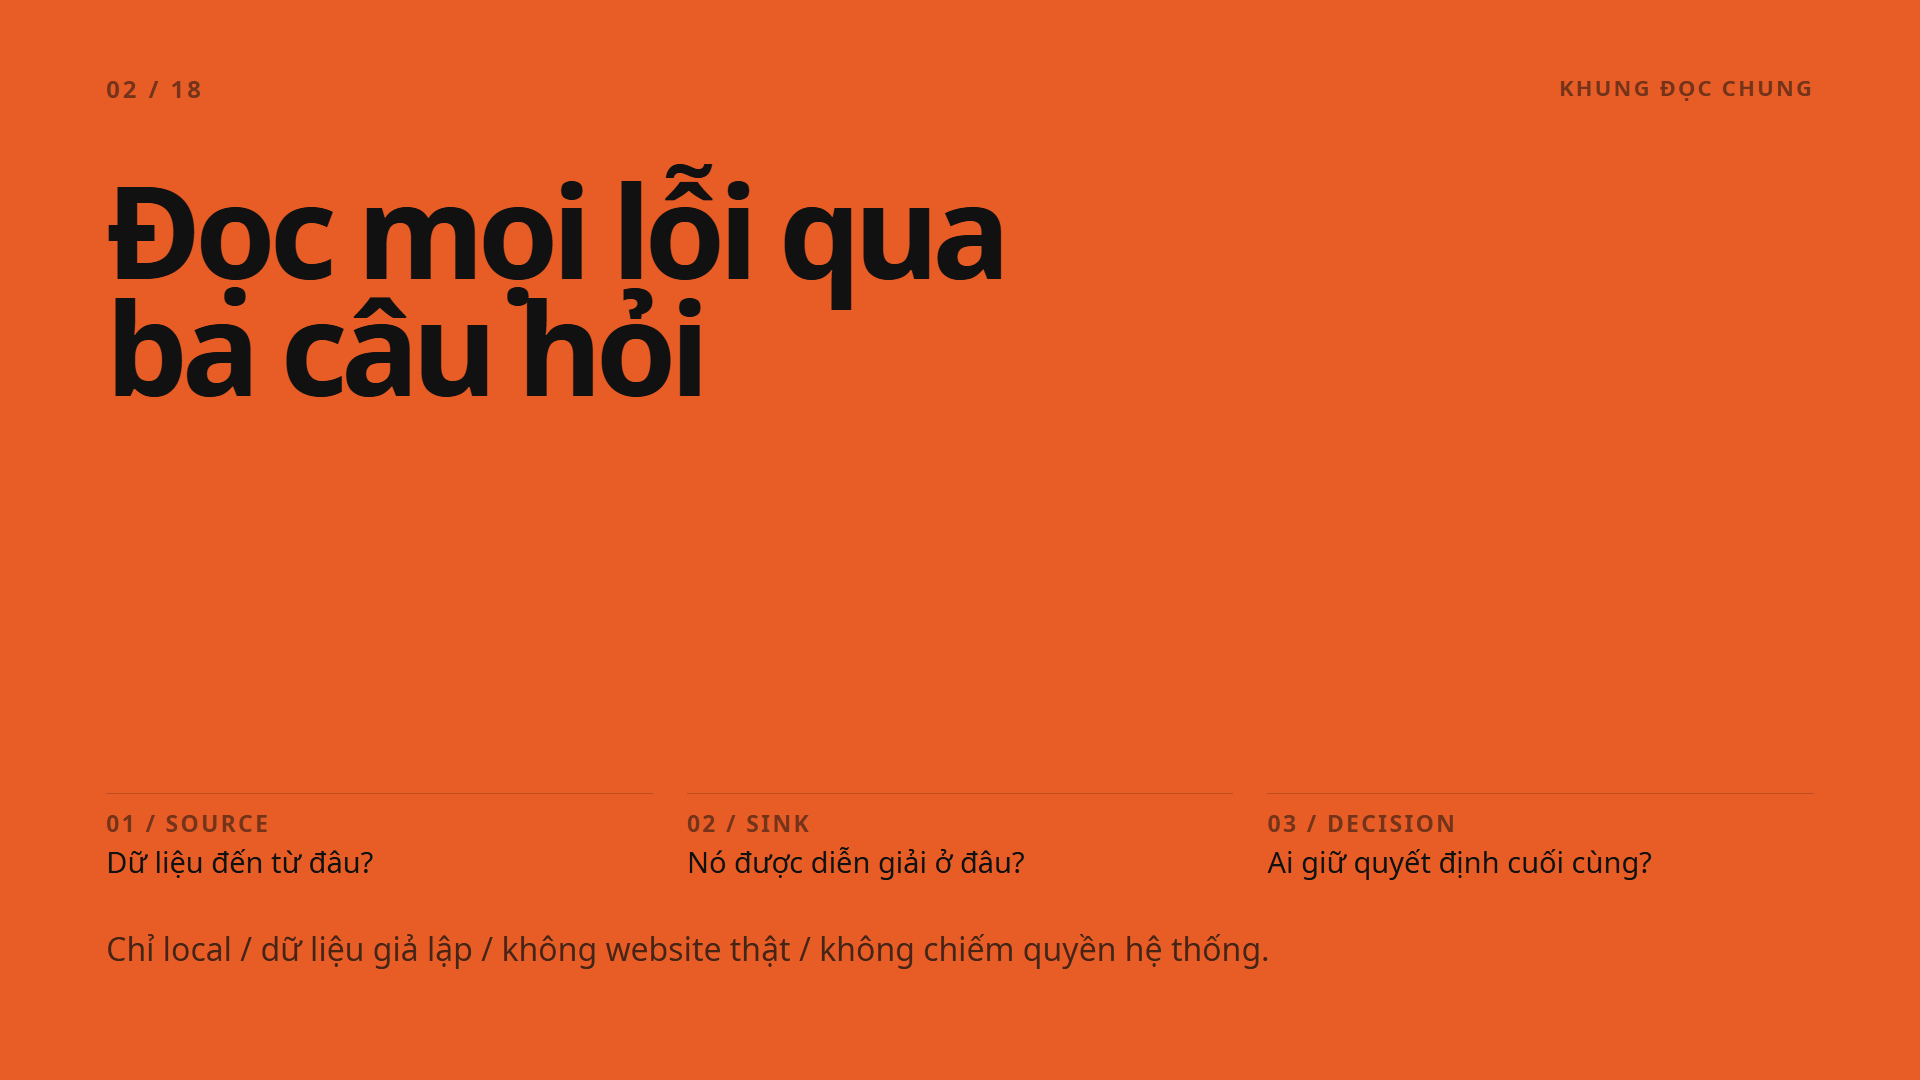 02 / 18
KHUNG ĐỌC CHUNG
Đọc mọi lỗi qua
ba câu hỏi
01 / SOURCE
Dữ liệu đến từ đâu?
02 / SINK
Nó được diễn giải ở đâu?
03 / DECISION
Ai giữ quyết định cuối cùng?
Chỉ local / dữ liệu giả lập / không website thật / không chiếm quyền hệ thống.